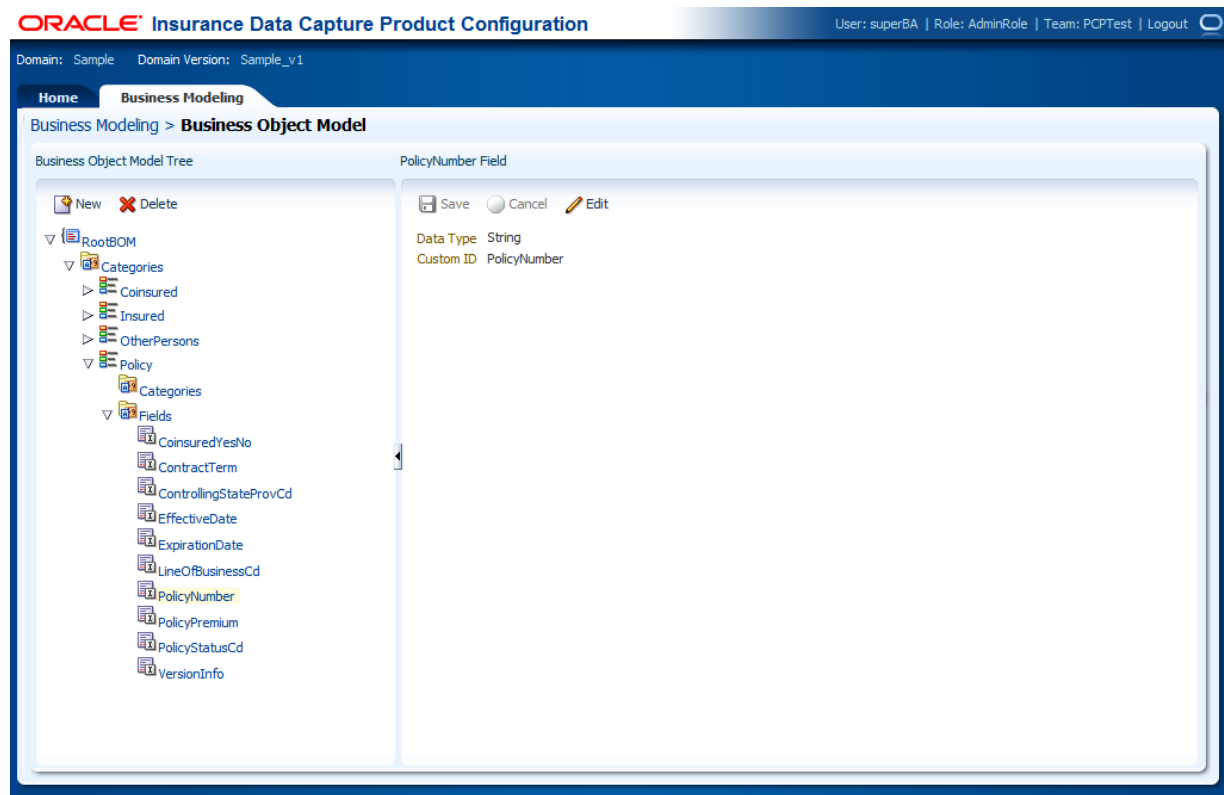 ORACLE Insurance Data Capture Product Configuration
User: superBA | Role: AdminRole | Team: PCPTest | Logout
Domain: Sample Domain Version: Sample_v1
Home Business Modeling
Business Modeling > Business Object Model
Business Object Model Tree
PolicyNumber Field
New Delete
Save Cancel Edit
RootBOM
Data Type String
Custom ID PolicyNumber
Categories
Coinsured
Insured
OtherPersons
Policy
Categories
Fields
CoinsuredYesNo
ContractTerm
ControllingStateProvCd
EffectiveDate
ExpirationDate
LineOfBusinessCd
PolicyNumber
PolicyPremium
PolicyStatusCd
VersionInfo